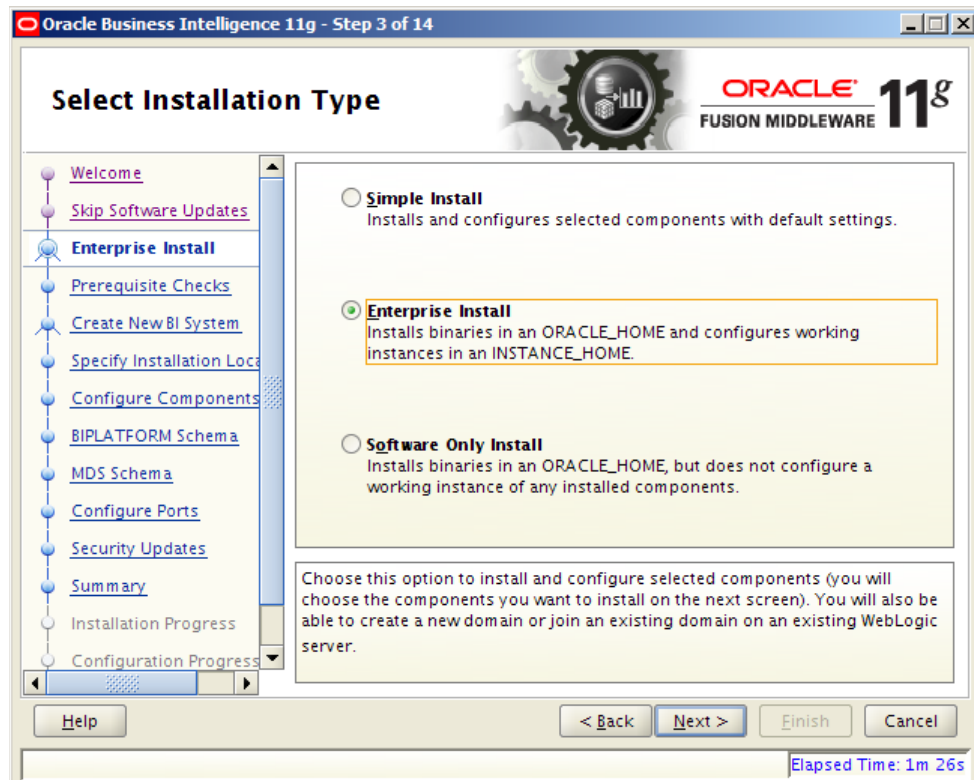 Oracle Business Intelligence 11g - Step 3 of 14
Select Installation Type
ORACLE
FUSION MIDDLEWARE
11g
Welcome
Skip Software Updates
Enterprise Install
Prerequisite Checks
Create New BI System
Specify Installation Loca
Configure Components
BIPLATFORM Schema
MDS Schema
Configure Ports
Security Updates
Summary
Installation Progress
Configuration Progress
Simple Install
Installs and configures selected components with default settings.
Enterprise Install
Installs binaries in an ORACLE_HOME and configures working
instances in an INSTANCE_HOME.
Software Only Install
Installs binaries in an ORACLE_HOME, but does not configure a
working instance of any installed components.
Choose this option to install and configure selected components (you will
choose the components you want to install on the next screen). You will also be
able to create a new domain or join an existing domain on an existing WebLogic
server.
Help
< Back
Next >
Finish
Cancel
Elapsed Time: 1m 26s